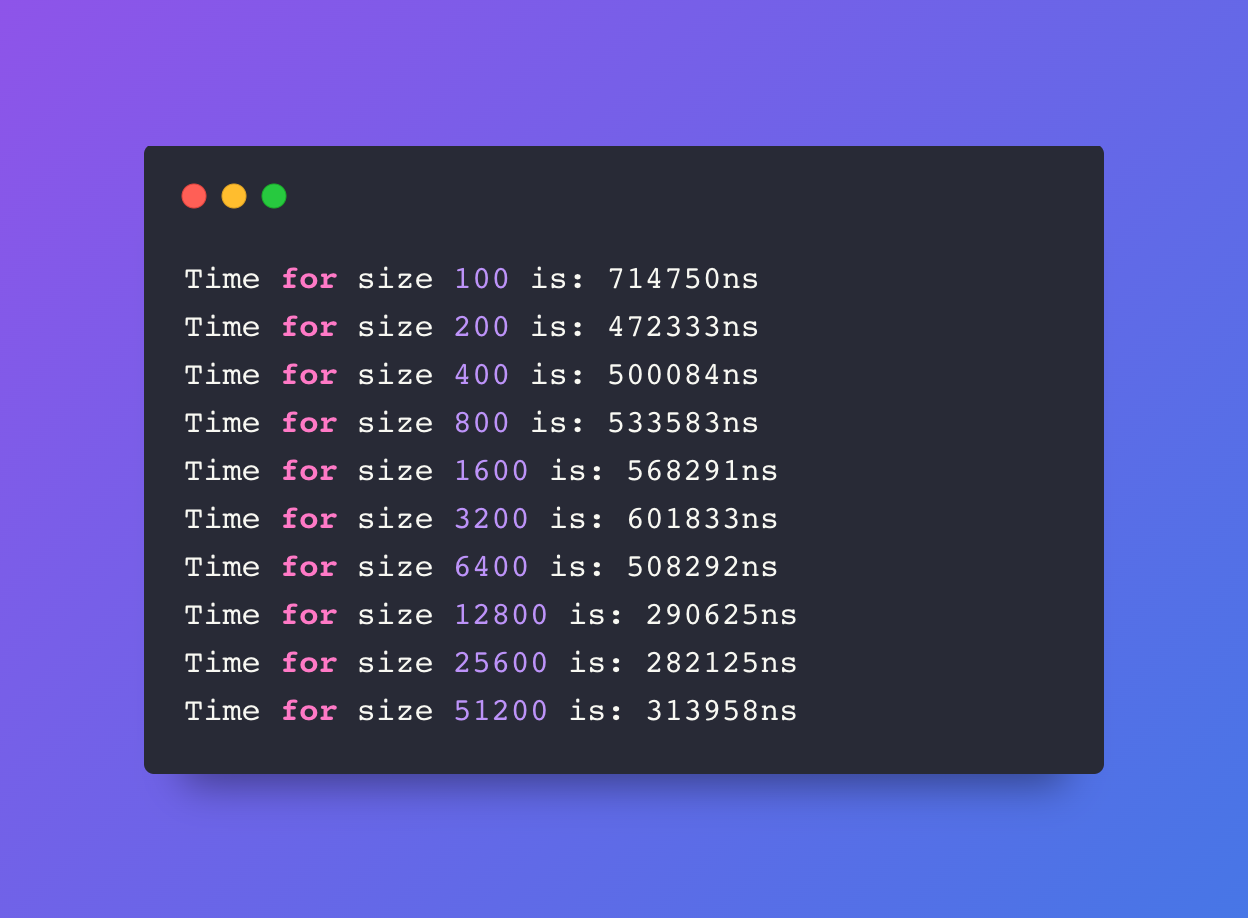 Time for size 100 is: 714750ns
Time for size 200 is: 472333ns
Time for size 400 is: 500084ns
Time for size 800 is: 533583ns
Time for size 1600 is: 568291ns
Time for size 3200 is: 601833ns
Time for size 6400 is: 508292ns
Time for size 12800 is: 290625ns
Time for size 25600 is: 282125ns
Time for size 51200 is: 313958ns